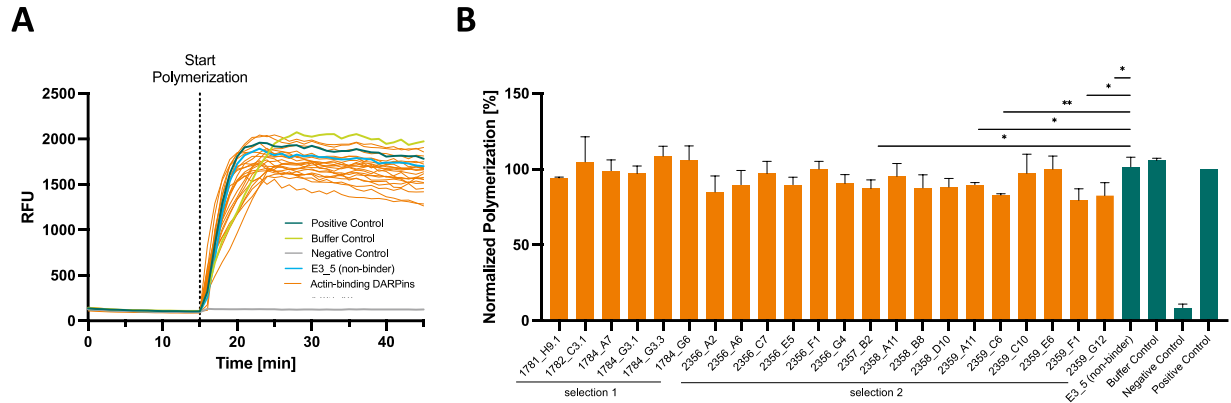 A
Start
Polymerization
2500
2000
1500
1000
500
0
RFU
0
10
20
30
40
Time [min]
Positive Control
Buffer Control
Negative Control
E3_5 (non-binder)
Actin-binding DARPins
B
Normalized Polymerization [%]
150
100
50
0
*
*
**
*
*
1781_H9.1
1782_C3.1
1784_A7
1784_G3.1
1784_G3.3
1784_G6
2356_A2
2356_A6
2356_C7
2356_E5
2356_F1
2356_G4
2357_B2
2358_A11
2358_B8
2358_D10
2359_A11
2359_C6
2359_C10
2359_E6
2359_F1
2359_G12
E3_5 (non-binder)
Buffer Control
Negative Control
Positive Control
selection 1
selection 2